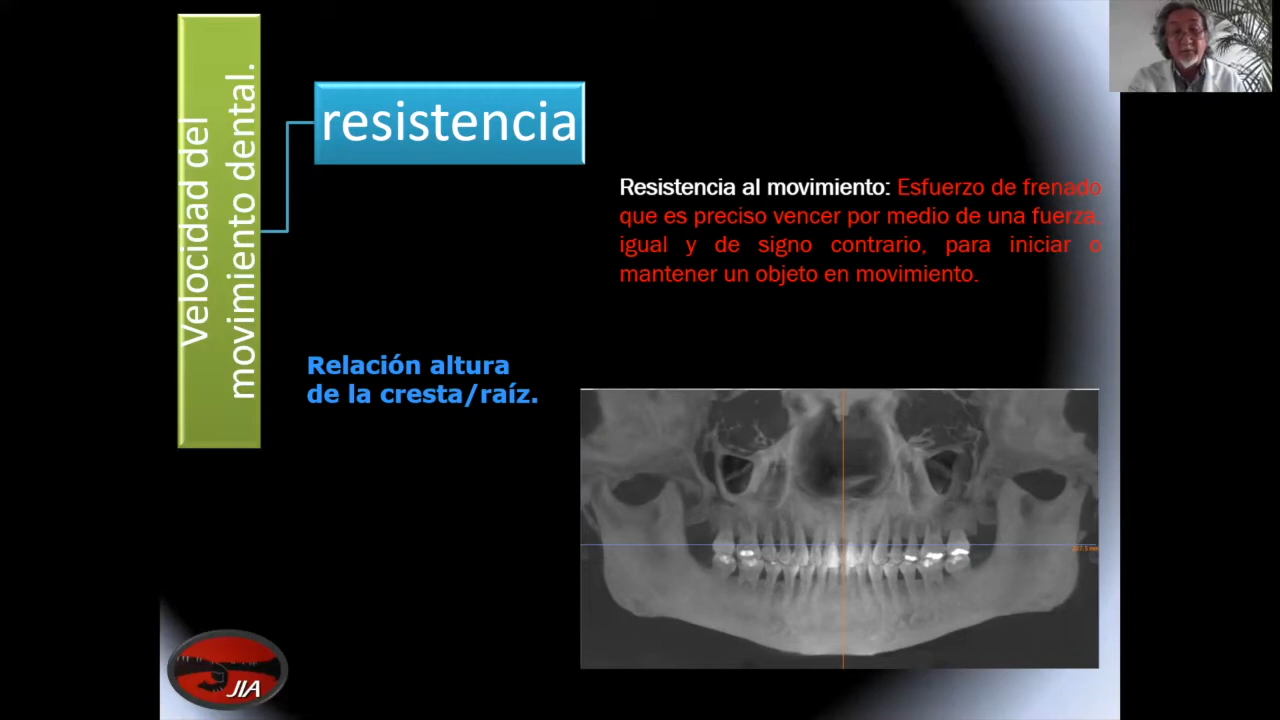 Velocidad del
movimiento dental.
resistencia
Resistencia al movimiento: Esfuerzo de frenado
que es preciso vencer por medio de una fuerza,
igual y de signo contrario, para iniciar o
mantener un objeto en movimiento.
Relación altura
de la cresta/raíz.
JIA